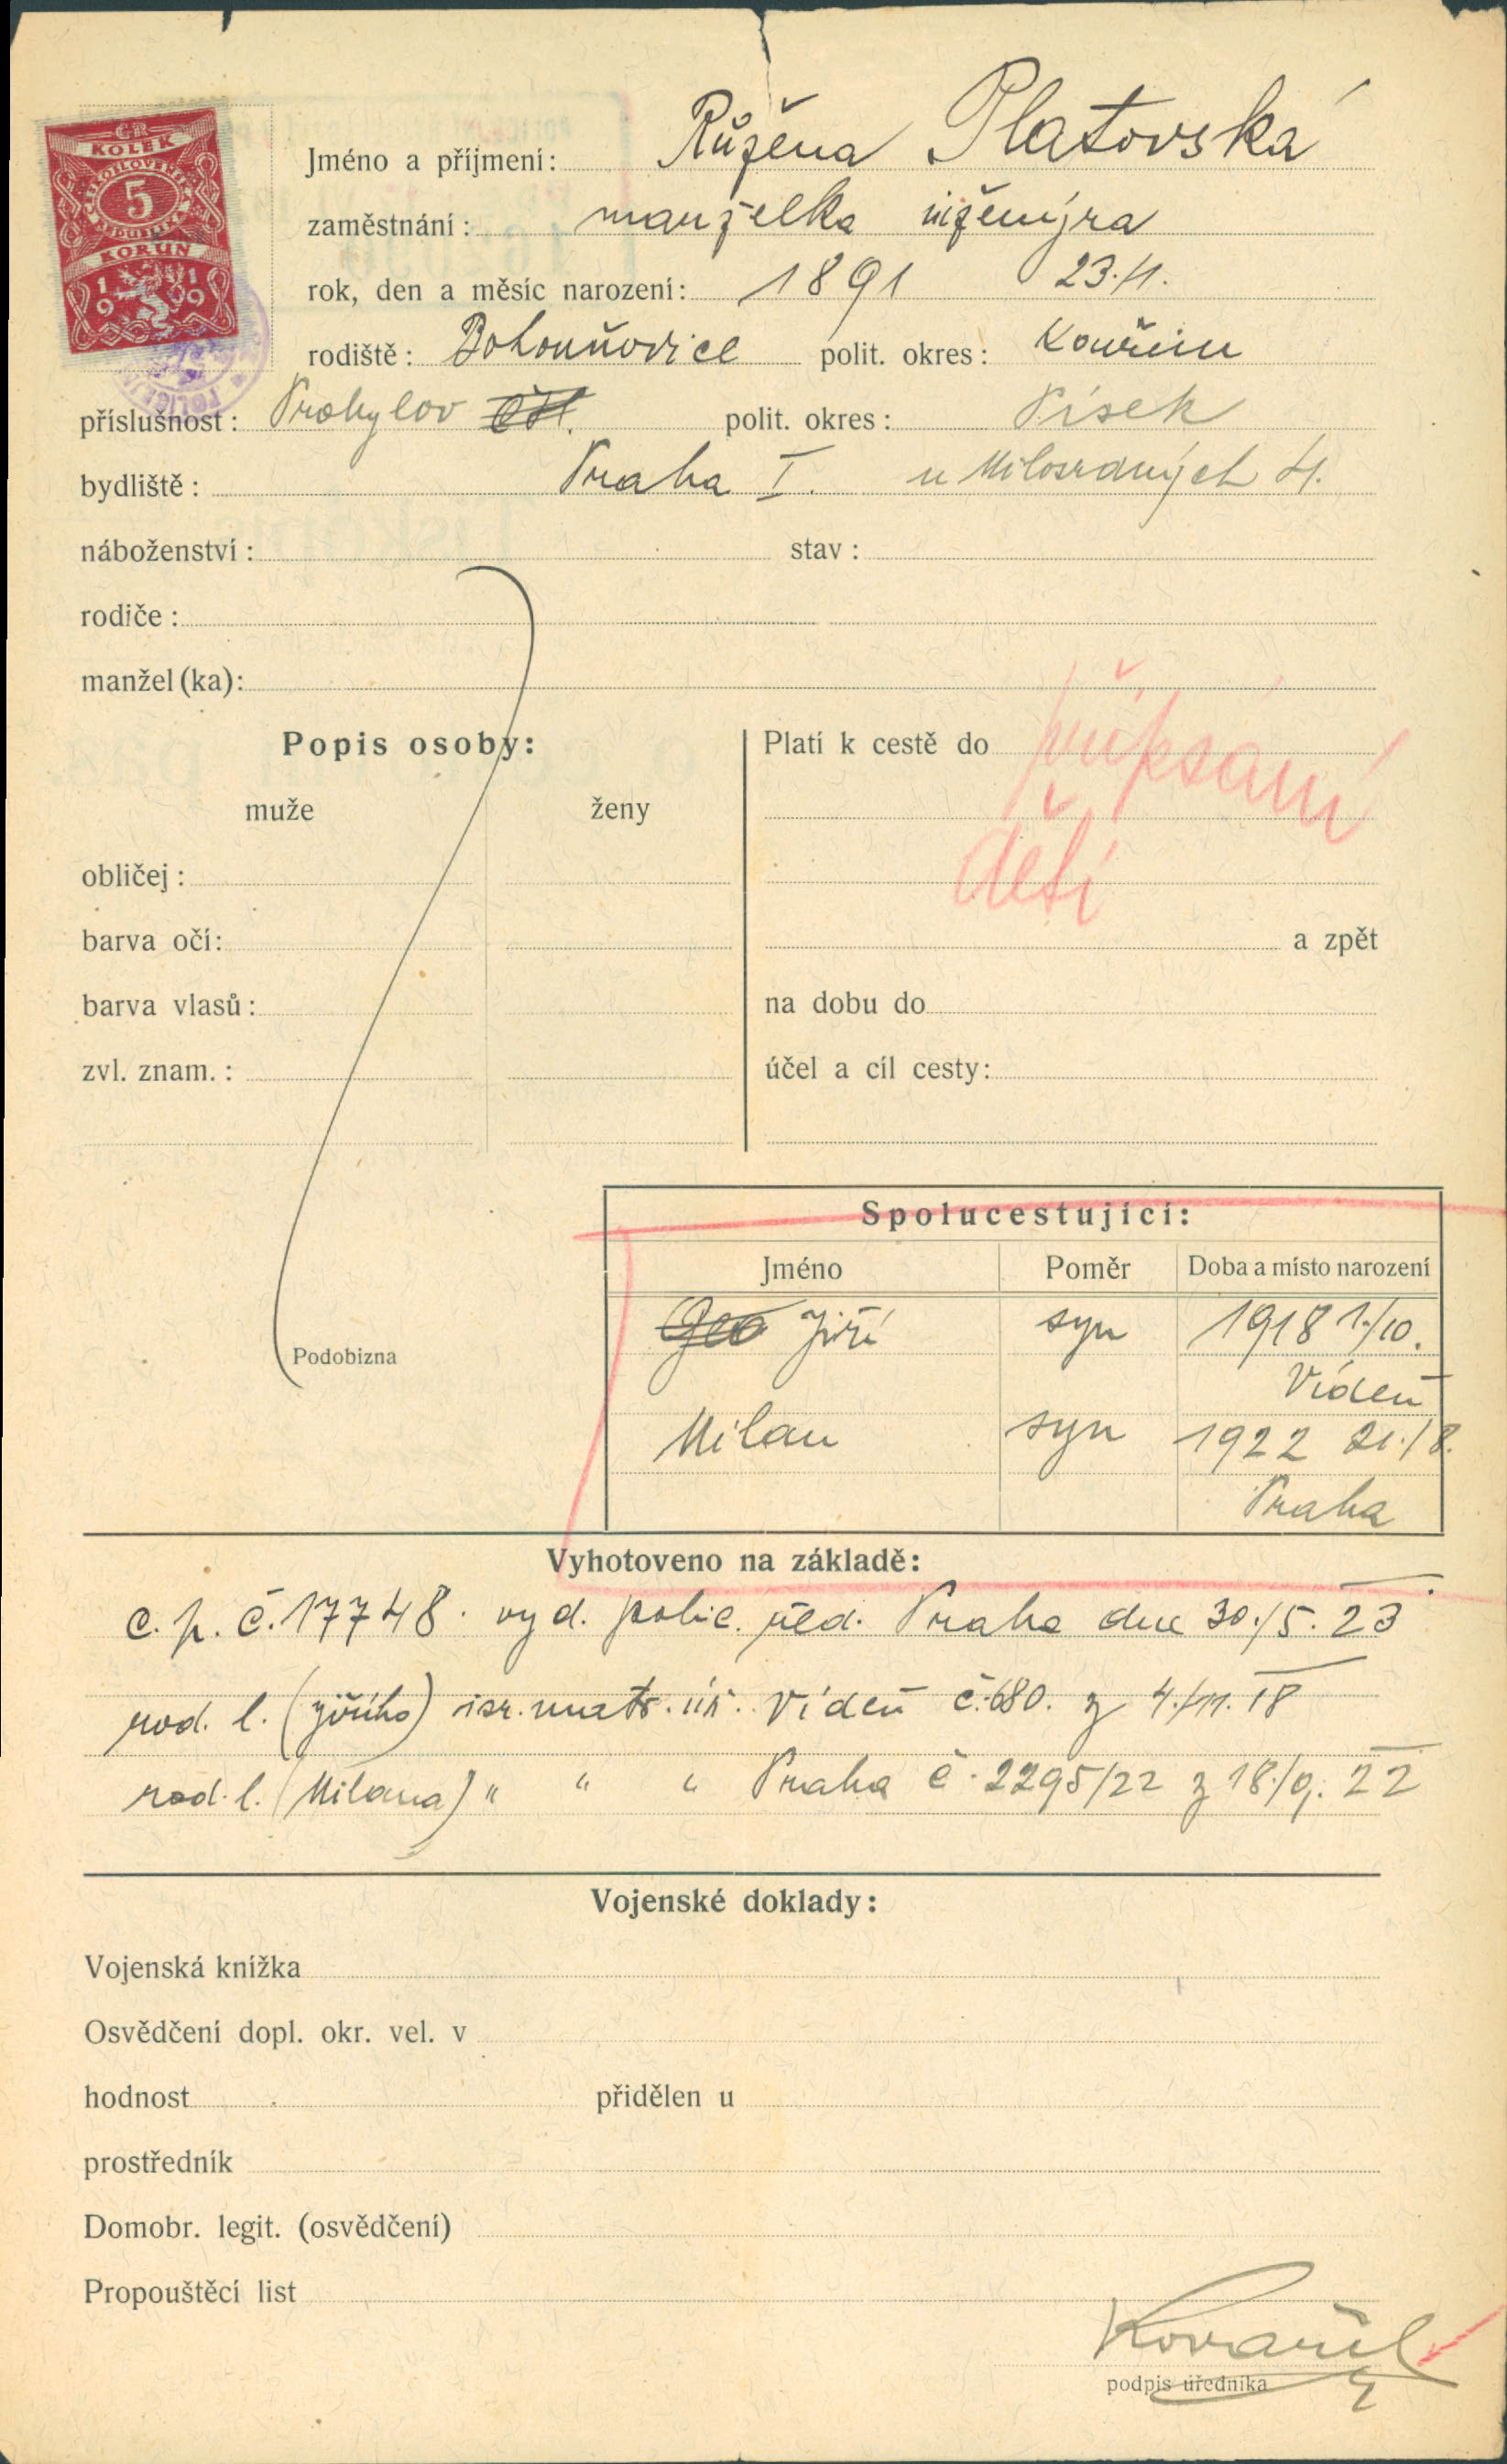 ČR
KOLEK
5
KORUN
1919
Jméno a příjmení: Růžena Platovská
zaměstnání: manželka inženýra
rok, den a měsíc narození: 1891 23./4.
rodiště: Bohouňovice polit. okres: Kouřim
příslušnost: Probylov polit. okres: Písek
bydliště: Praha I. u Milosrdných 4.
náboženství: stav:
rodiče:
manžel(ka):
Popis osoby:
muže ženy
obličej:
barva očí:
barva vlasů:
zvl. znam.:
Platí k cestě do připsání
dětí
a zpět
na dobu do
účel a cíl cesty:
Podobizna
Spolucestující:
Jméno Poměr Doba a místo narození
Geo Jiří syn 1918 1./10.
Vídeň
Milan syn 1922 21./8.
Praha
Vyhotoveno na základě:
c. p. č. 17748. vyd. polic. řed. Praha dne 30./5. 23
rod. l. (Jiřího) isr. matr. úř. Vídeň č. 680. z 4./11. 18
rod. l. (Milana) " " " Praha č. 2295/22 z 18./9. 22
Vojenské doklady:
Vojenská knížka
Osvědčení dopl. okr. vel. v
hodnost přidělen u
prostředník
Domobr. legit. (osvědčení)
Propouštěcí list
podpis úředníka